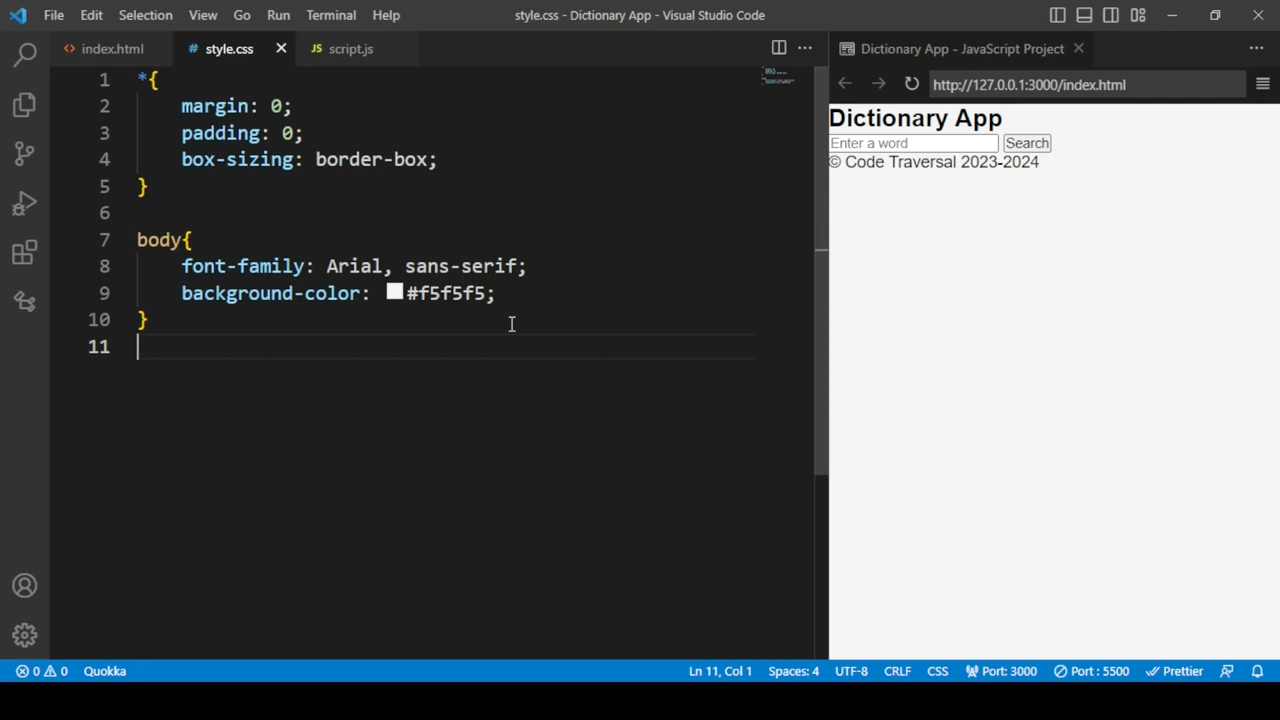 File Edit Selection View Go Run Terminal Help
style.css - Dictionary App - Visual Studio Code
<> index.html
# style.css
JS script.js
Dictionary App - JavaScript Project
http://127.0.0.1:3000/index.html
1 *{
2 margin: 0;
3 padding: 0;
4 box-sizing: border-box;
5 }
6
7 body{
8 font-family: Arial, sans-serif;
9 background-color: #f5f5f5;
10 }
11
Dictionary App
Enter a word Search
© Code Traversal 2023-2024
0 0 Quokka Ln 11, Col 1 Spaces: 4 UTF-8 CRLF CSS Port: 3000 Port : 5500 Prettier